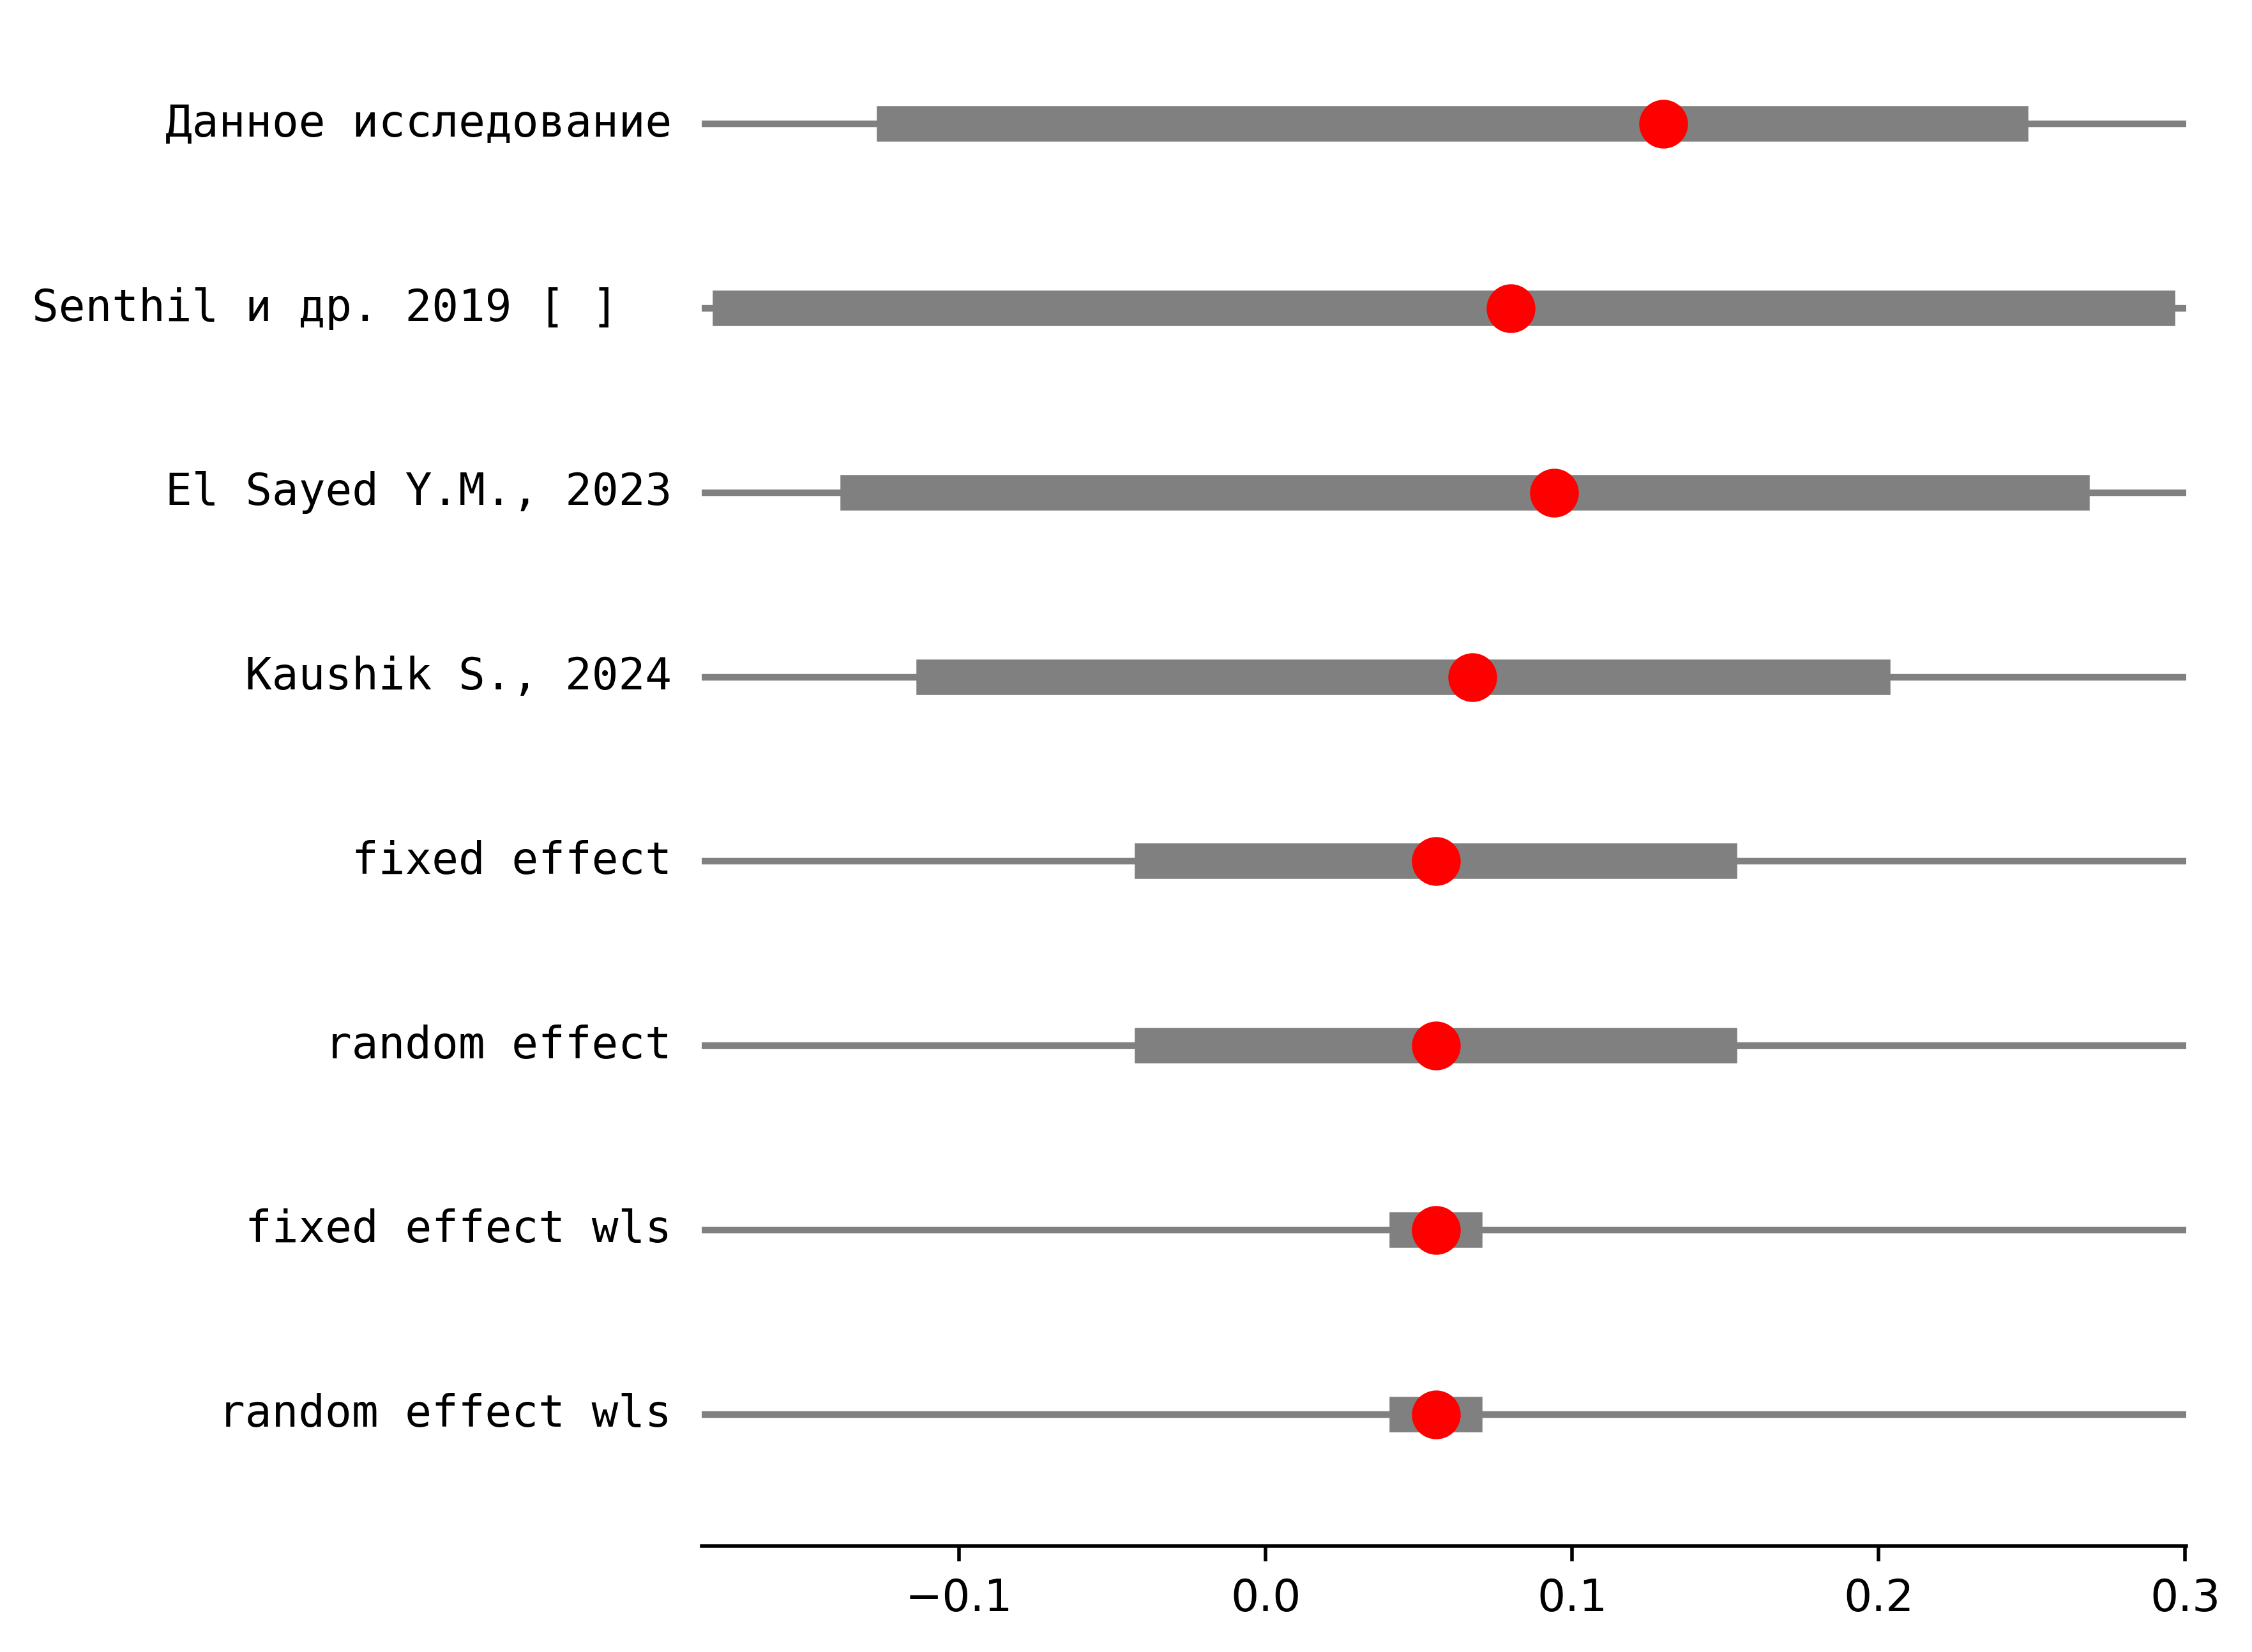 Данное исследование
Senthil и др. 2019 [ ]
El Sayed Y.M., 2023
Kaushik S., 2024
fixed effect
random effect
fixed effect wls
random effect wls
−0.1 0.0 0.1 0.2 0.3